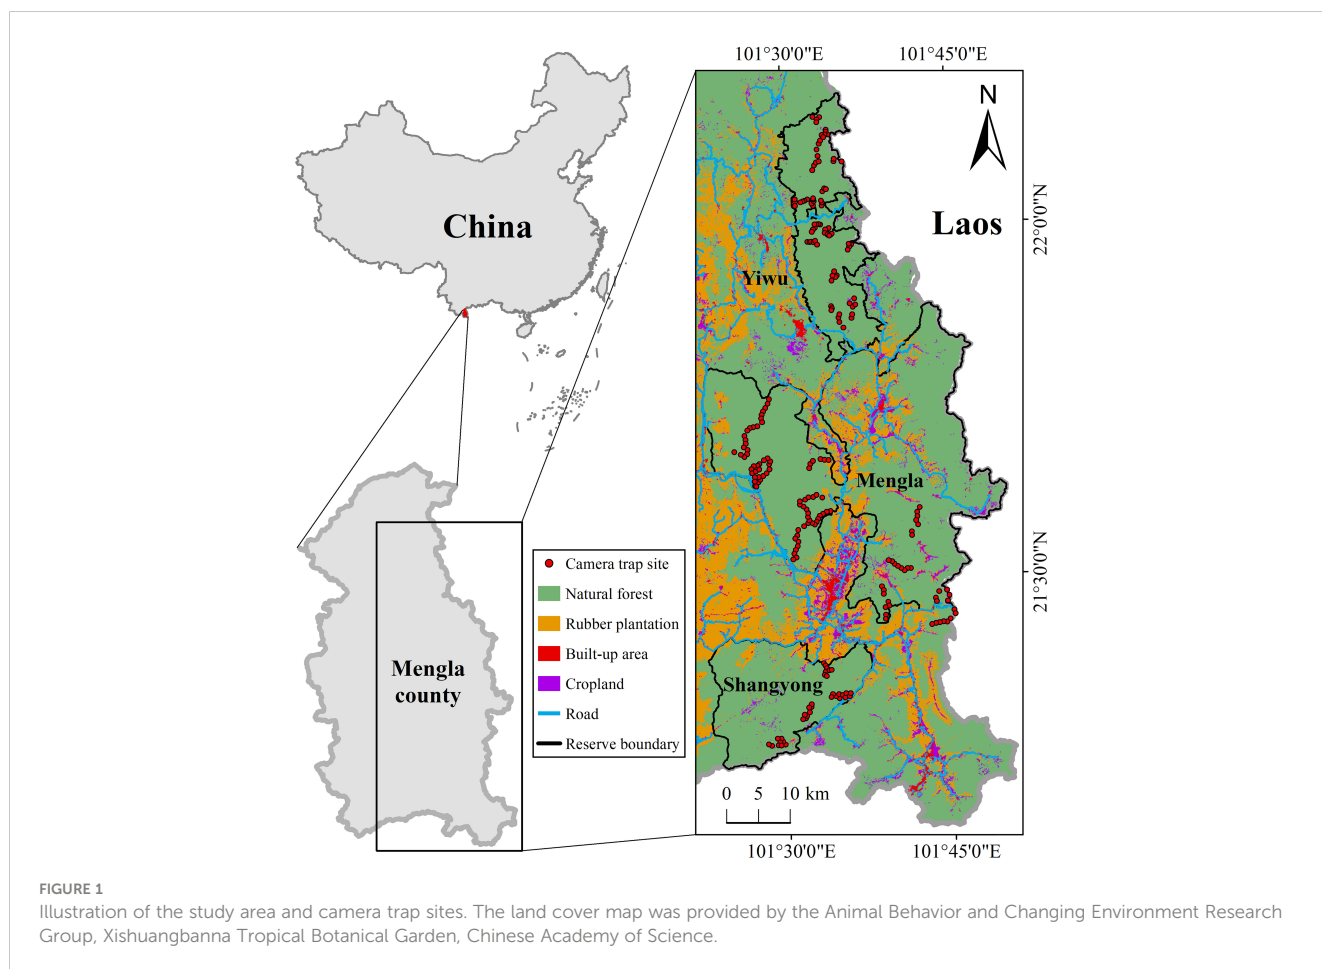 101°30'0"E 101°45'0"E
N
China
Laos
22°0'0"N
Yiwu
Mengla
Camera trap site
Natural forest
Rubber plantation
Built-up area
Cropland
Road
Reserve boundary
Mengla
county
21°30'0"N
Shangyong
0 5 10 km
101°30'0"E 101°45'0"E
FIGURE 1
Illustration of the study area and camera trap sites. The land cover map was provided by the Animal Behavior and Changing Environment Research
Group, Xishuangbanna Tropical Botanical Garden, Chinese Academy of Science.